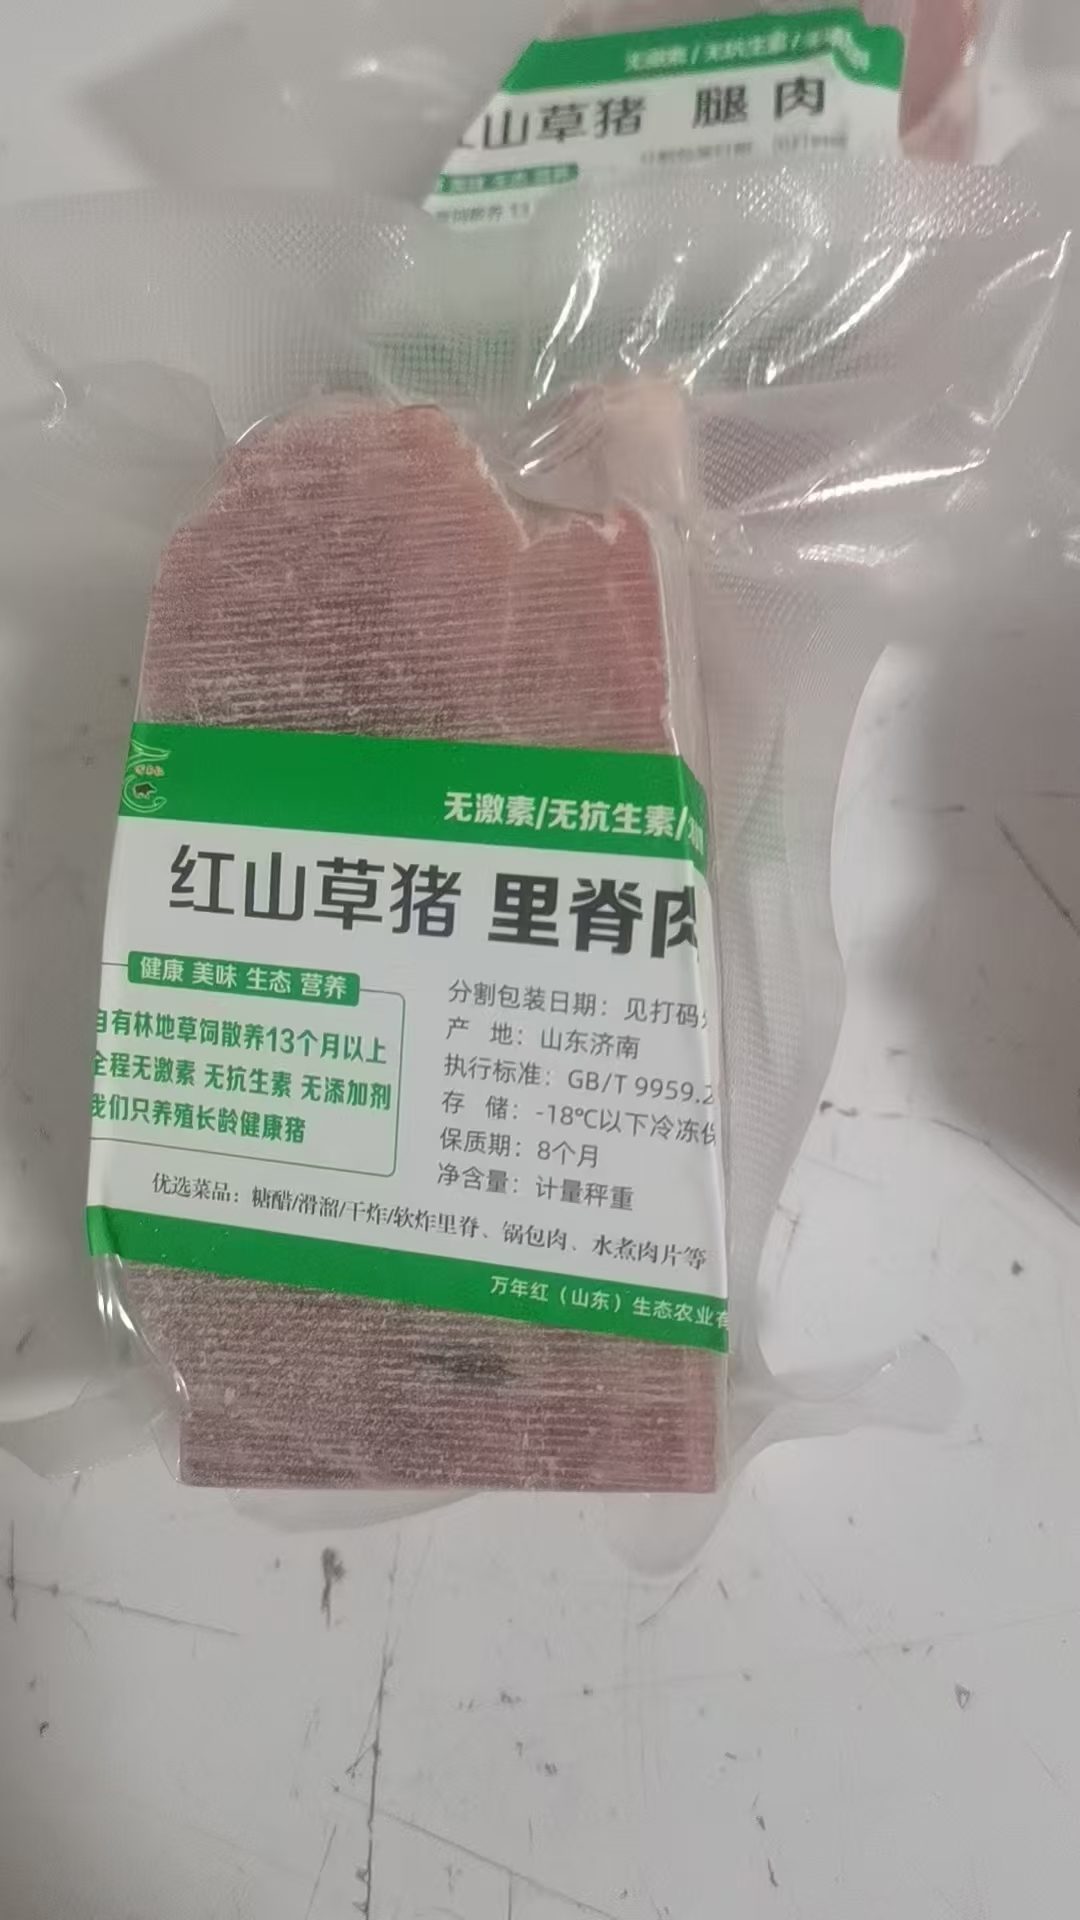 无激素/无抗生素/
山草猪 腿肉
无激素/无抗生素/
红山草猪 里脊肉
健康 美味 生态 营养
自有林地草饲散养13个月以上
全程无激素 无抗生素 无添加剂
我们只养殖长龄健康猪
分割包装日期：见打码
产 地：山东济南
执行标准：GB/T 9959.2
存 储：-18℃以下冷冻保
保质期：8个月
净含量：计量秤重
优选菜品：糖醋/滑溜/干炸/软炸里脊、锅包肉、水煮肉片等
万年红（山东）生态农业有